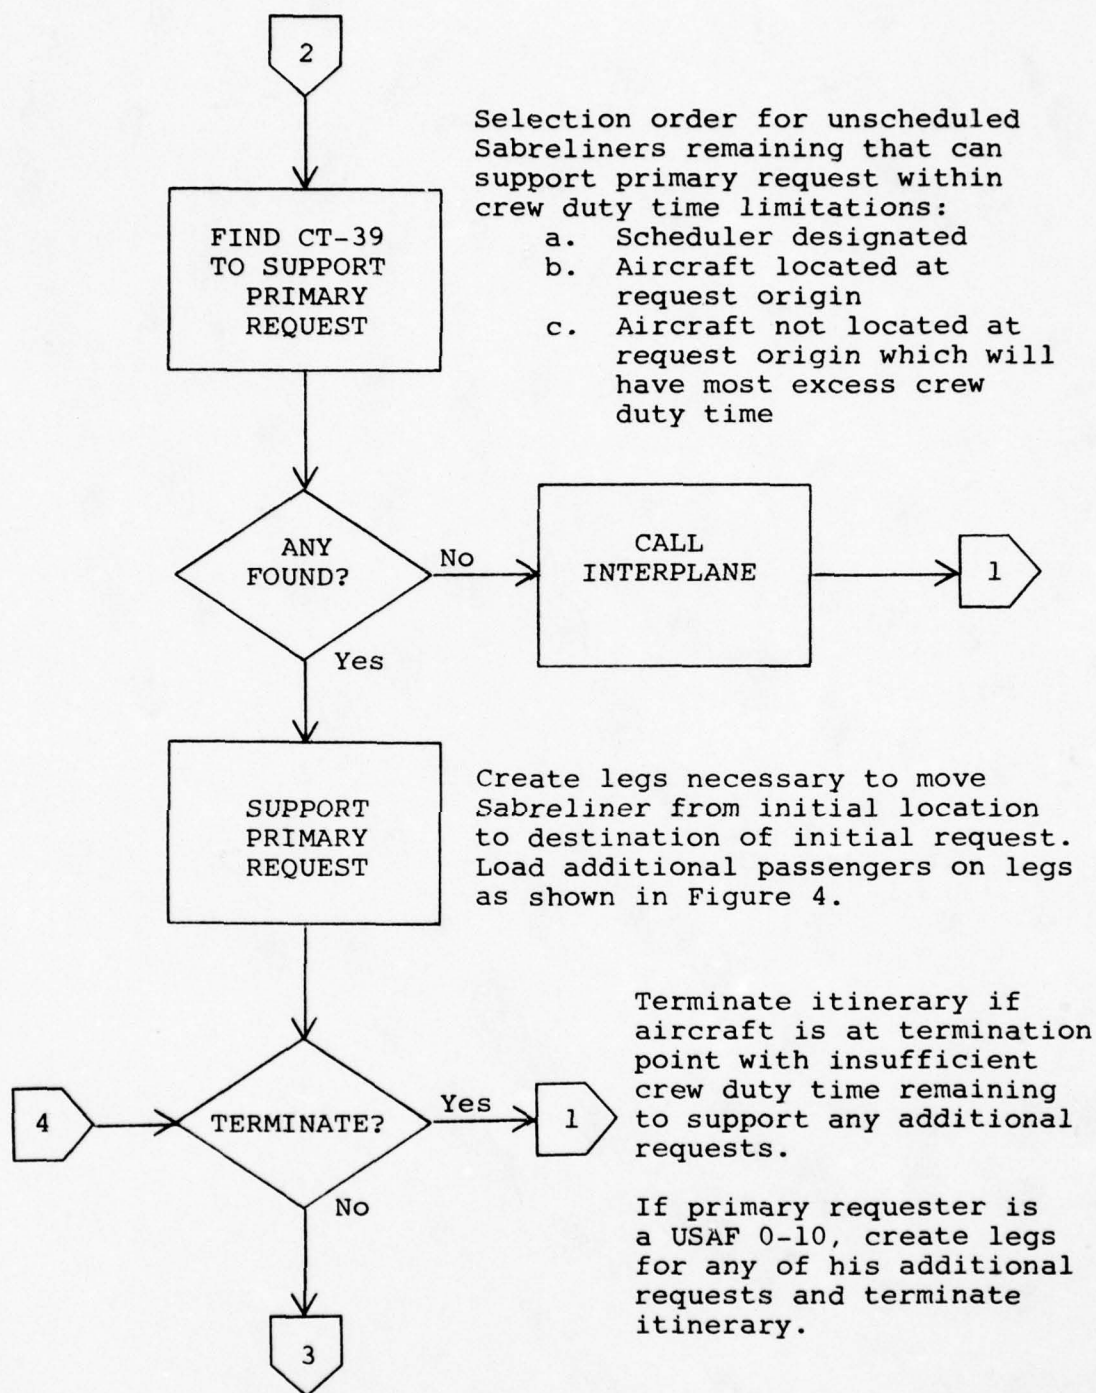 2
Selection order for unscheduled
Sabreliners remaining that can
support primary request within
crew duty time limitations:
a. Scheduler designated
b. Aircraft located at
request origin
c. Aircraft not located at
request origin which will
have most excess crew
duty time
FIND CT-39
TO SUPPORT
PRIMARY
REQUEST
ANY
FOUND?
No
CALL
INTERPLANE
1
Yes
SUPPORT
PRIMARY
REQUEST
Create legs necessary to move
Sabreliner from initial location
to destination of initial request.
Load additional passengers on legs
as shown in Figure 4.
4
TERMINATE?
Yes
1
Terminate itinerary if
aircraft is at termination
point with insufficient
crew duty time remaining
to support any additional
requests.
No
If primary requester is
a USAF 0-10, create legs
for any of his additional
requests and terminate
itinerary.
3